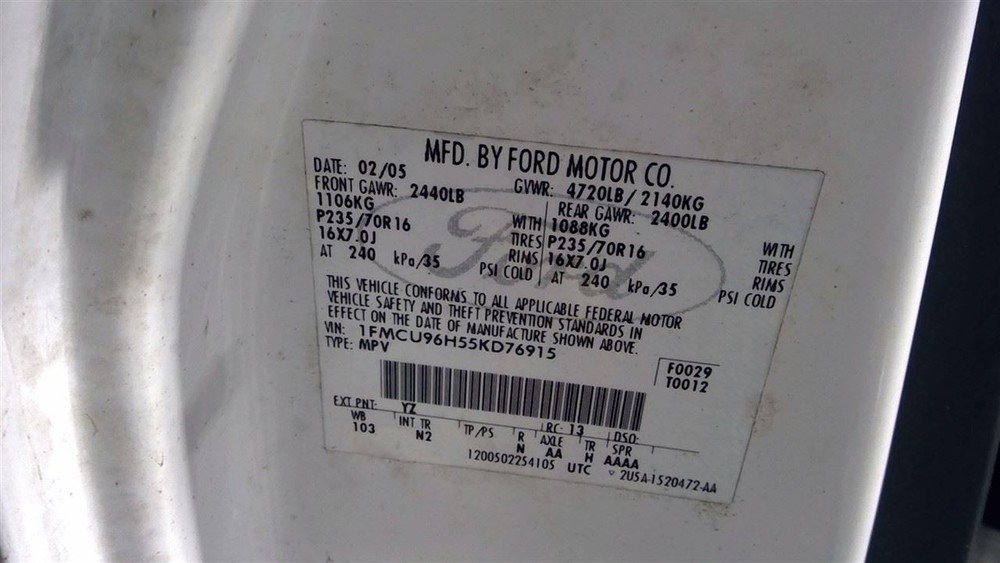 MFD. BY FORD MOTOR CO.
DATE: 02/05 GVWR: 4720LB/ 2140KG
FRONT GAWR: 2440LB REAR GAWR: 2400LB
1106KG WITH 1088KG WITH
P235/70R16 TIRES P235/70R16 TIRES
16X7.0J RIMS 16X7.0J RIMS
AT 240 kPa/35 PSI COLD AT 240 kPa/35 PSI COLD
Ford
THIS VEHICLE CONFORMS TO ALL APPLICABLE FEDERAL MOTOR
VEHICLE SAFETY AND THEFT PREVENTION STANDARDS IN
EFFECT ON THE DATE OF MANUFACTURE SHOWN ABOVE.
VIN: 1FMCU96H55KD76915
TYPE: MPV
F0029
T0012
EXT PNT: YZ RC: 13 DSO:
WB INT TR TP/PS R AXLE TR SPR
103 N2 N AA H AAAA
1200502254105 UTC 2U5A-1520472-AA